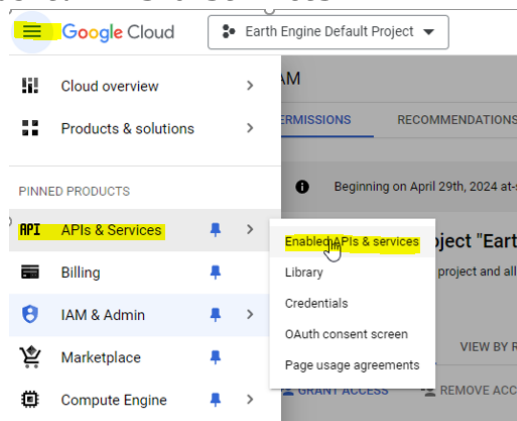 Google Cloud
Earth Engine Default Project
Cloud overview
Products & solutions
PINNED PRODUCTS
API APIs & Services
Billing
IAM & Admin
Marketplace
Compute Engine
AM
ERMISSIONS
RECOMMENDATIONS
Beginning on April 29th, 2024 at-
Enabled APIs & services
Library
Credentials
OAuth consent screen
Page usage agreements
ject "Eart
project and all
VIEW BY R
GRANT ACCESS
REMOVE ACC